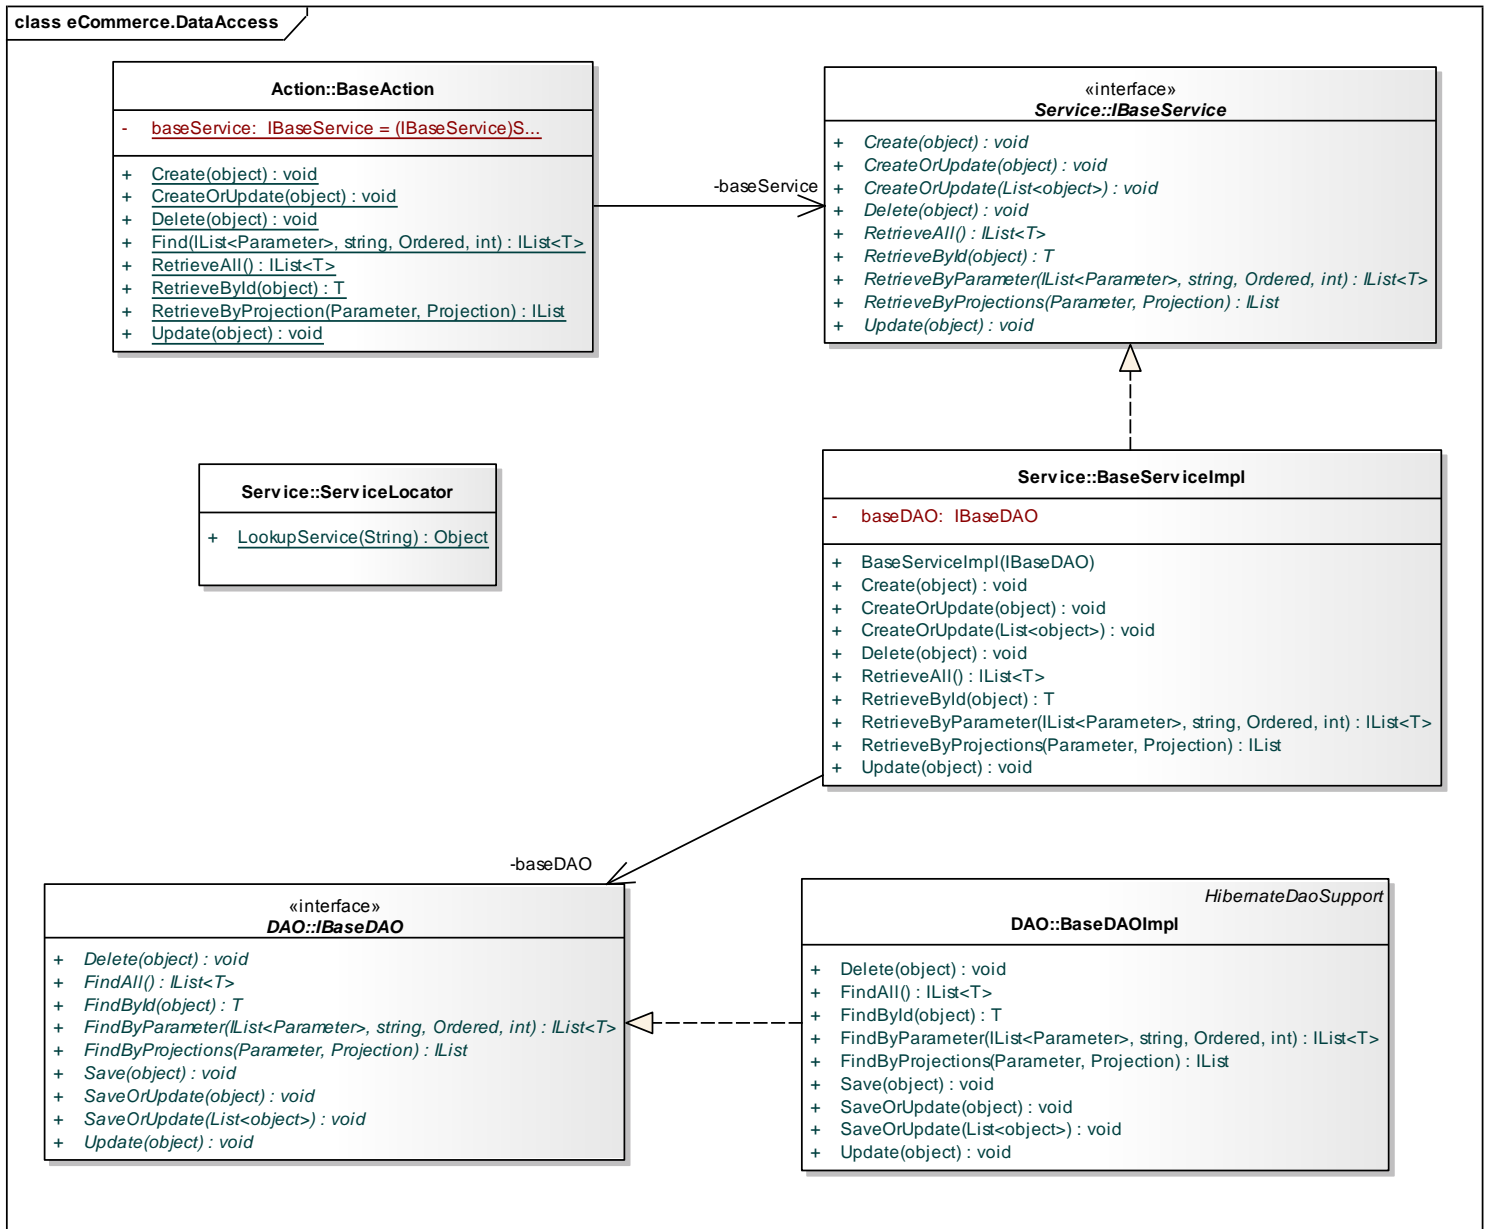 class eCommerce.DataAccess
Action::BaseAction
- baseService: IBaseService = (IBaseService)S...
+ Create(object) : void
+ CreateOrUpdate(object) : void
+ Delete(object) : void
+ Find(IList<Parameter>, string, Ordered, int) : IList<T>
+ RetrieveAll() : IList<T>
+ RetrieveById(object) : T
+ RetrieveByProjection(Parameter, Projection) : IList
+ Update(object) : void
-baseService
«interface»
Service::IBaseService
+ Create(object) : void
+ CreateOrUpdate(object) : void
+ CreateOrUpdate(List<object>) : void
+ Delete(object) : void
+ RetrieveAll() : IList<T>
+ RetrieveById(object) : T
+ RetrieveByParameter(IList<Parameter>, string, Ordered, int) : IList<T>
+ RetrieveByProjections(Parameter, Projection) : IList
+ Update(object) : void
Service::ServiceLocator
+ LookupService(String) : Object
Service::BaseServiceImpl
- baseDAO: IBaseDAO
+ BaseServiceImpl(IBaseDAO)
+ Create(object) : void
+ CreateOrUpdate(object) : void
+ CreateOrUpdate(List<object>) : void
+ Delete(object) : void
+ RetrieveAll() : IList<T>
+ RetrieveById(object) : T
+ RetrieveByParameter(IList<Parameter>, string, Ordered, int) : IList<T>
+ RetrieveByProjections(Parameter, Projection) : IList
+ Update(object) : void
-baseDAO
«interface»
DAO::IBaseDAO
+ Delete(object) : void
+ FindAll() : IList<T>
+ FindById(object) : T
+ FindByParameter(IList<Parameter>, string, Ordered, int) : IList<T>
+ FindByProjections(Parameter, Projection) : IList
+ Save(object) : void
+ SaveOrUpdate(object) : void
+ SaveOrUpdate(List<object>) : void
+ Update(object) : void
HibernateDaoSupport
DAO::BaseDAOImpl
+ Delete(object) : void
+ FindAll() : IList<T>
+ FindById(object) : T
+ FindByParameter(IList<Parameter>, string, Ordered, int) : IList<T>
+ FindByProjections(Parameter, Projection) : IList
+ Save(object) : void
+ SaveOrUpdate(object) : void
+ SaveOrUpdate(List<object>) : void
+ Update(object) : void